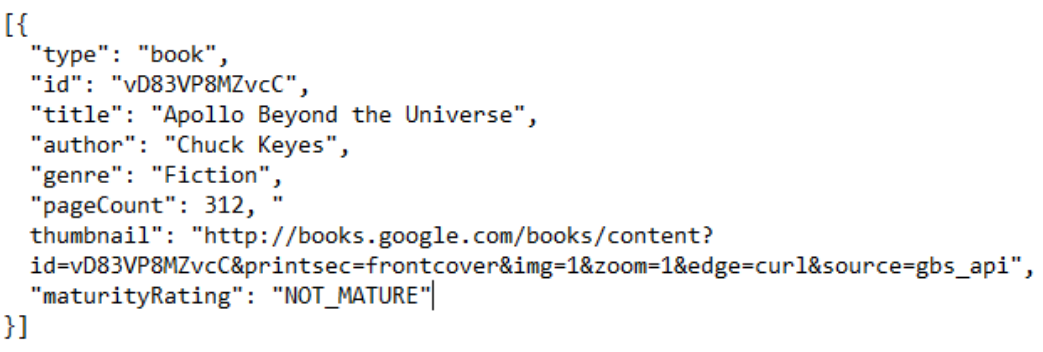 [{
"type": "book",
"id": "vD83VP8MZvcC",
"title": "Apollo Beyond the Universe",
"author": "Chuck Keyes",
"genre": "Fiction",
"pageCount": 312, "
thumbnail": "http://books.google.com/books/content?
id=vD83VP8MZvcC&printsec=frontcover&img=1&zoom=1&edge=curl&source=gbs_api",
"maturityRating": "NOT_MATURE"
}]